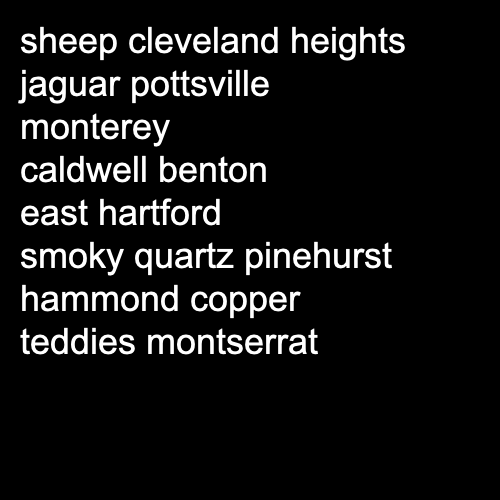 sheep cleveland heights
jaguar pottsville
monterey
caldwell benton
east hartford
smoky quartz pinehurst
hammond copper
teddies montserrat